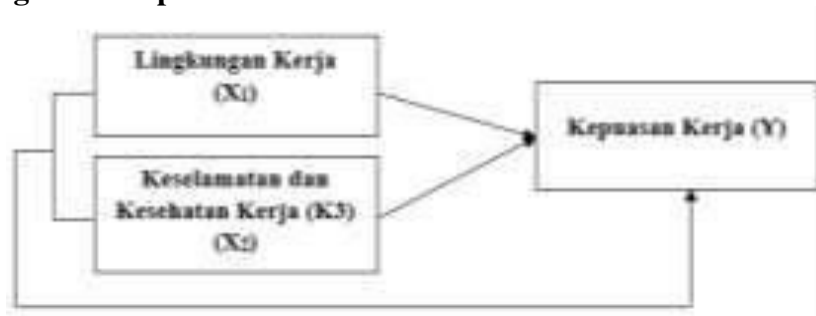 Lingkungan Kerja
(X1)
Keselamatan dan
Kesehatan Kerja (K3)
(X2)
Kepuasan Kerja (Y)